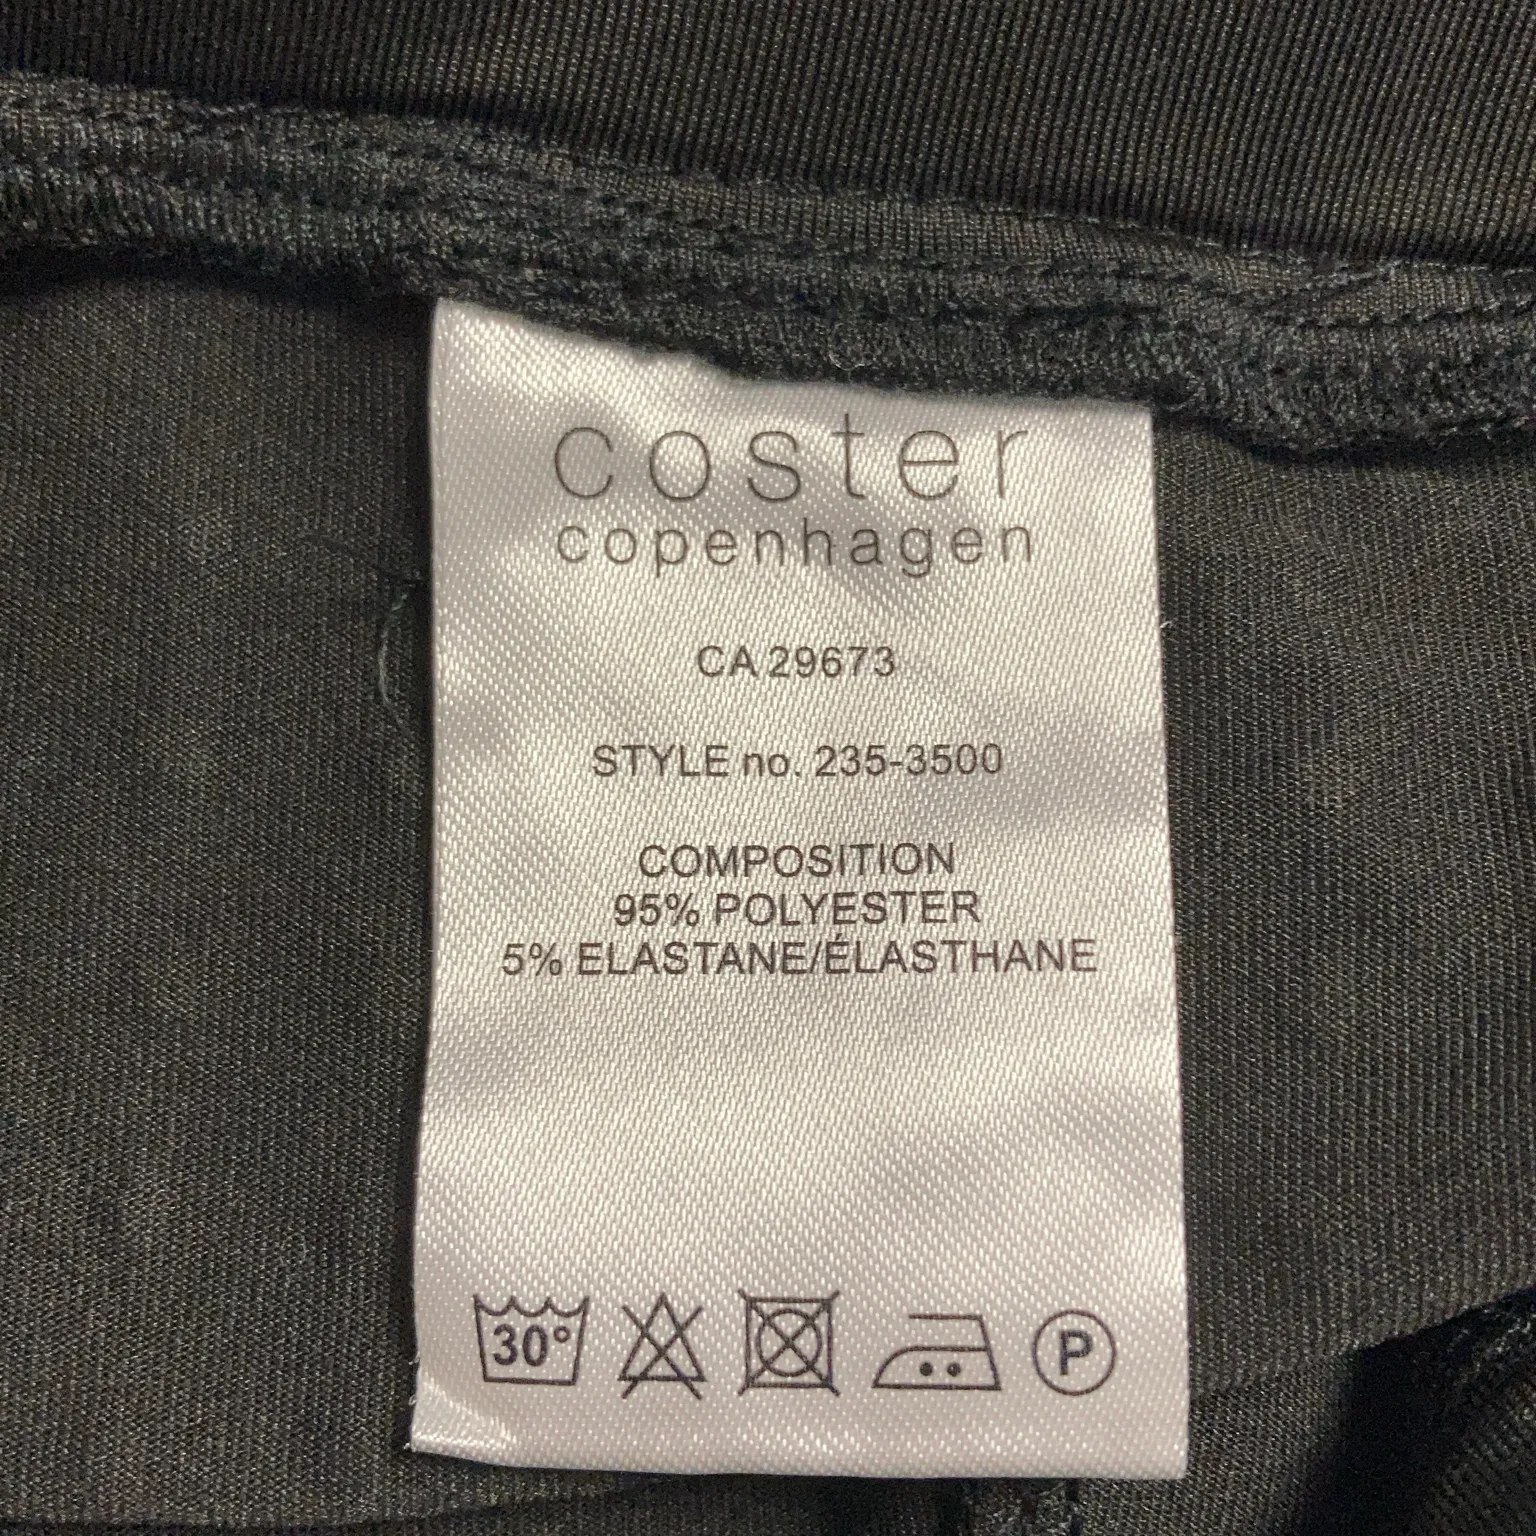 coster
copenhagen
CA 29673
STYLE no. 235-3500
COMPOSITION
95% POLYESTER
5% ELASTANE/ÉLASTHANE
30° P